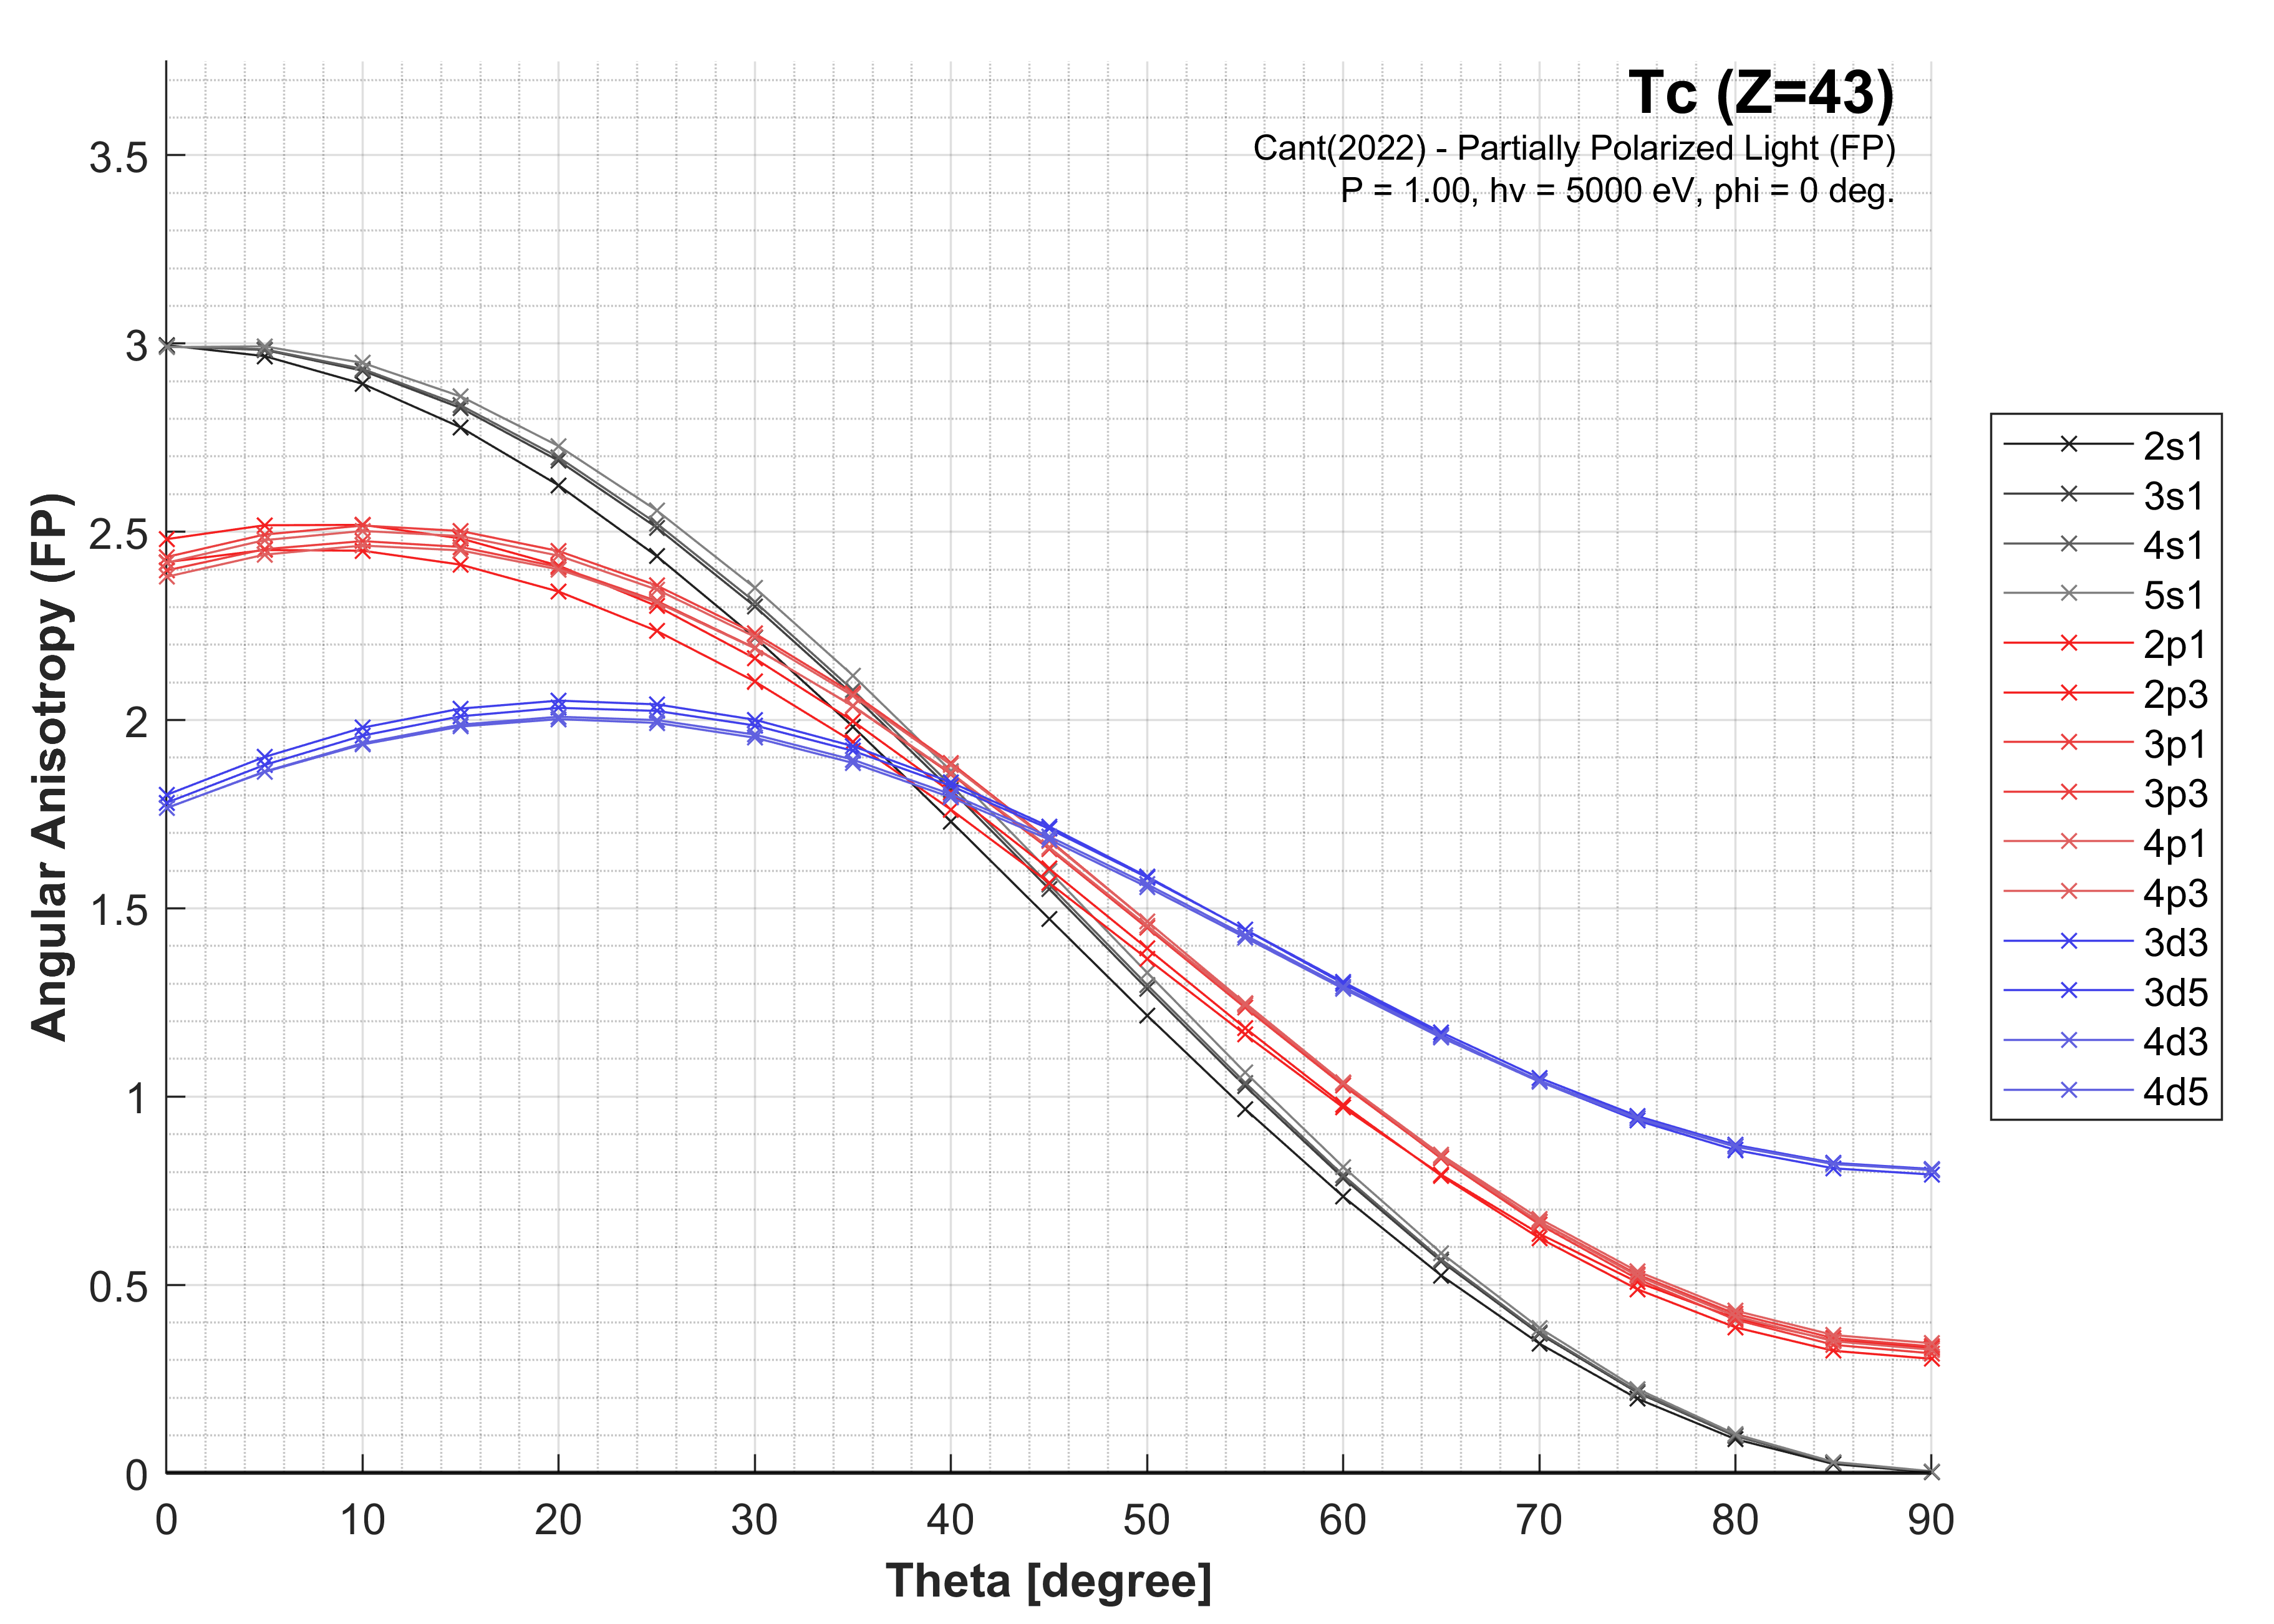 Tc (Z=43)
Cant(2022) - Partially Polarized Light (FP)
P = 1.00, hv = 5000 eV, phi = 0 deg.
Angular Anisotropy (FP)
3.5
3
2.5
2
1.5
1
0.5
0
0 10 20 30 40 50 60 70 80 90
Theta [degree]
2s1
3s1
4s1
5s1
2p1
2p3
3p1
3p3
4p1
4p3
3d3
3d5
4d3
4d5